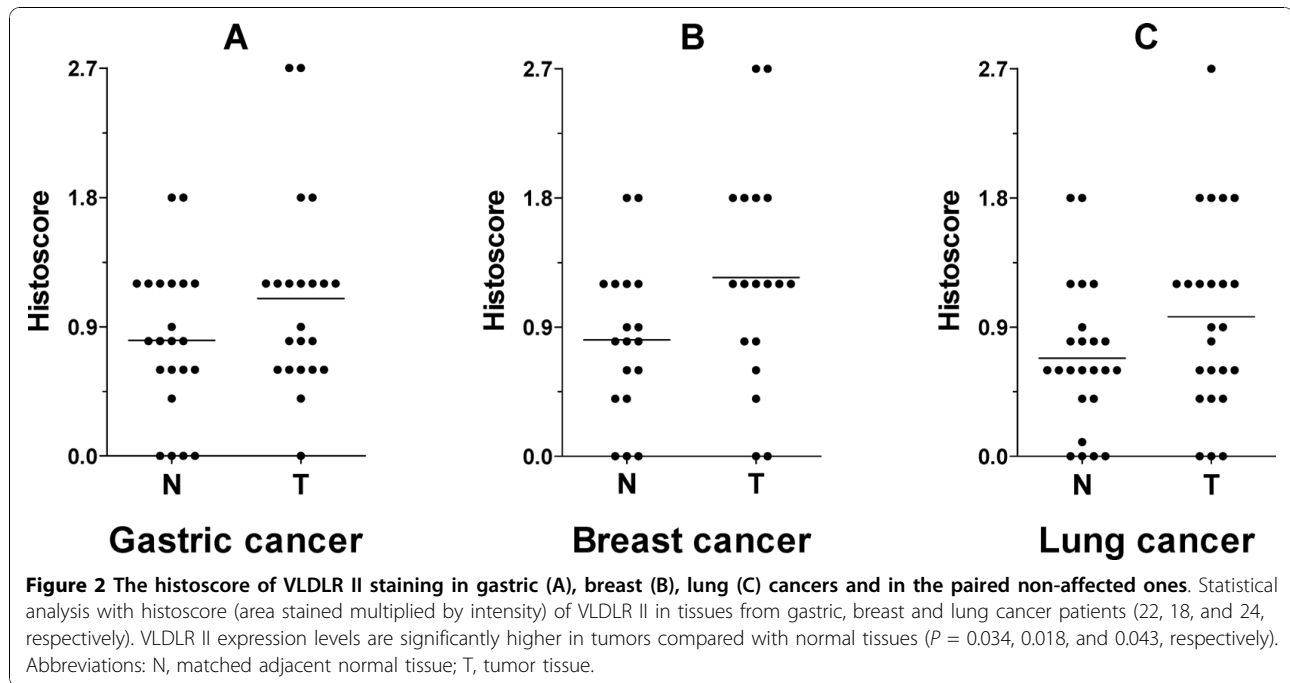 A
B
C
2.7
1.8
0.9
0.0
Histoscore
N
T
Gastric cancer
2.7
1.8
0.9
0.0
Histoscore
N
T
Breast cancer
2.7
1.8
0.9
0.0
Histoscore
N
T
Lung cancer
Figure 2 The histoscore of VLDLR II staining in gastric (A), breast (B), lung (C) cancers and in the paired non-affected ones. Statistical
analysis with histoscore (area stained multiplied by intensity) of VLDLR II in tissues from gastric, breast and lung cancer patients (22, 18, and 24,
respectively). VLDLR II expression levels are significantly higher in tumors compared with normal tissues (P = 0.034, 0.018, and 0.043, respectively).
Abbreviations: N, matched adjacent normal tissue; T, tumor tissue.